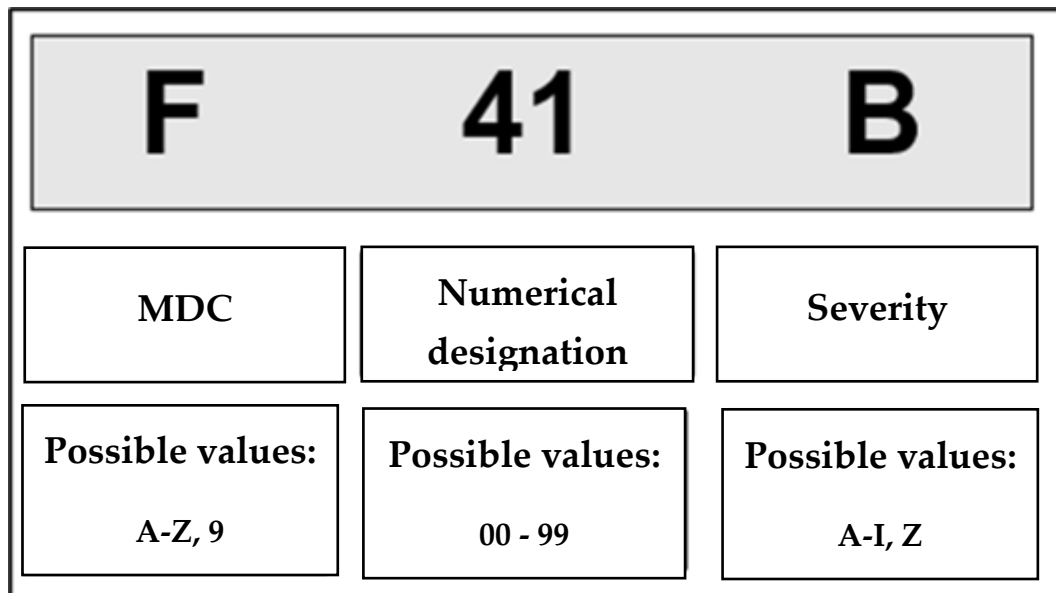 F 41 B
MDC
Numerical
designation
Severity
Possible values:
A-Z, 9
Possible values:
00 - 99
Possible values:
A-I, Z